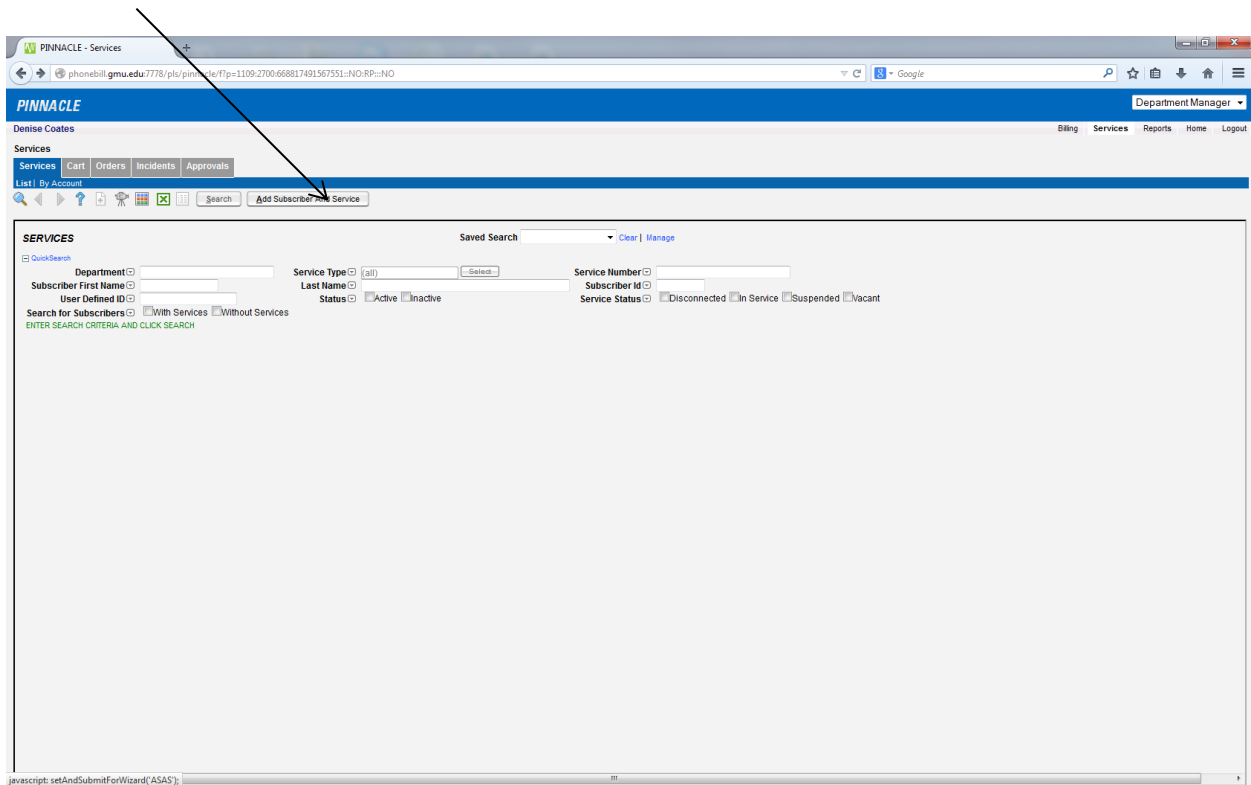 PINNACLE - Services
phonebill.gmu.edu:7778/pls/pinnacle/f?p=1109:2700:668817491567551::NO:RP:::NO
Google
PINNACLE
Department Manager
Denise Coates
Billing Services Reports Home Logout
Services
Services Cart Orders Incidents Approvals
List | By Account
Search Add Subscriber And Service
SERVICES Saved Search Clear | Manage
QuickSearch
Department Service Type (all) Select Service Number
Subscriber First Name Last Name Subscriber Id
User Defined ID Status Active Inactive Service Status Disconnected In Service Suspended Vacant
Search for Subscribers With Services Without Services
ENTER SEARCH CRITERIA AND CLICK SEARCH
javascript: setAndSubmitForWizard('ASAS');